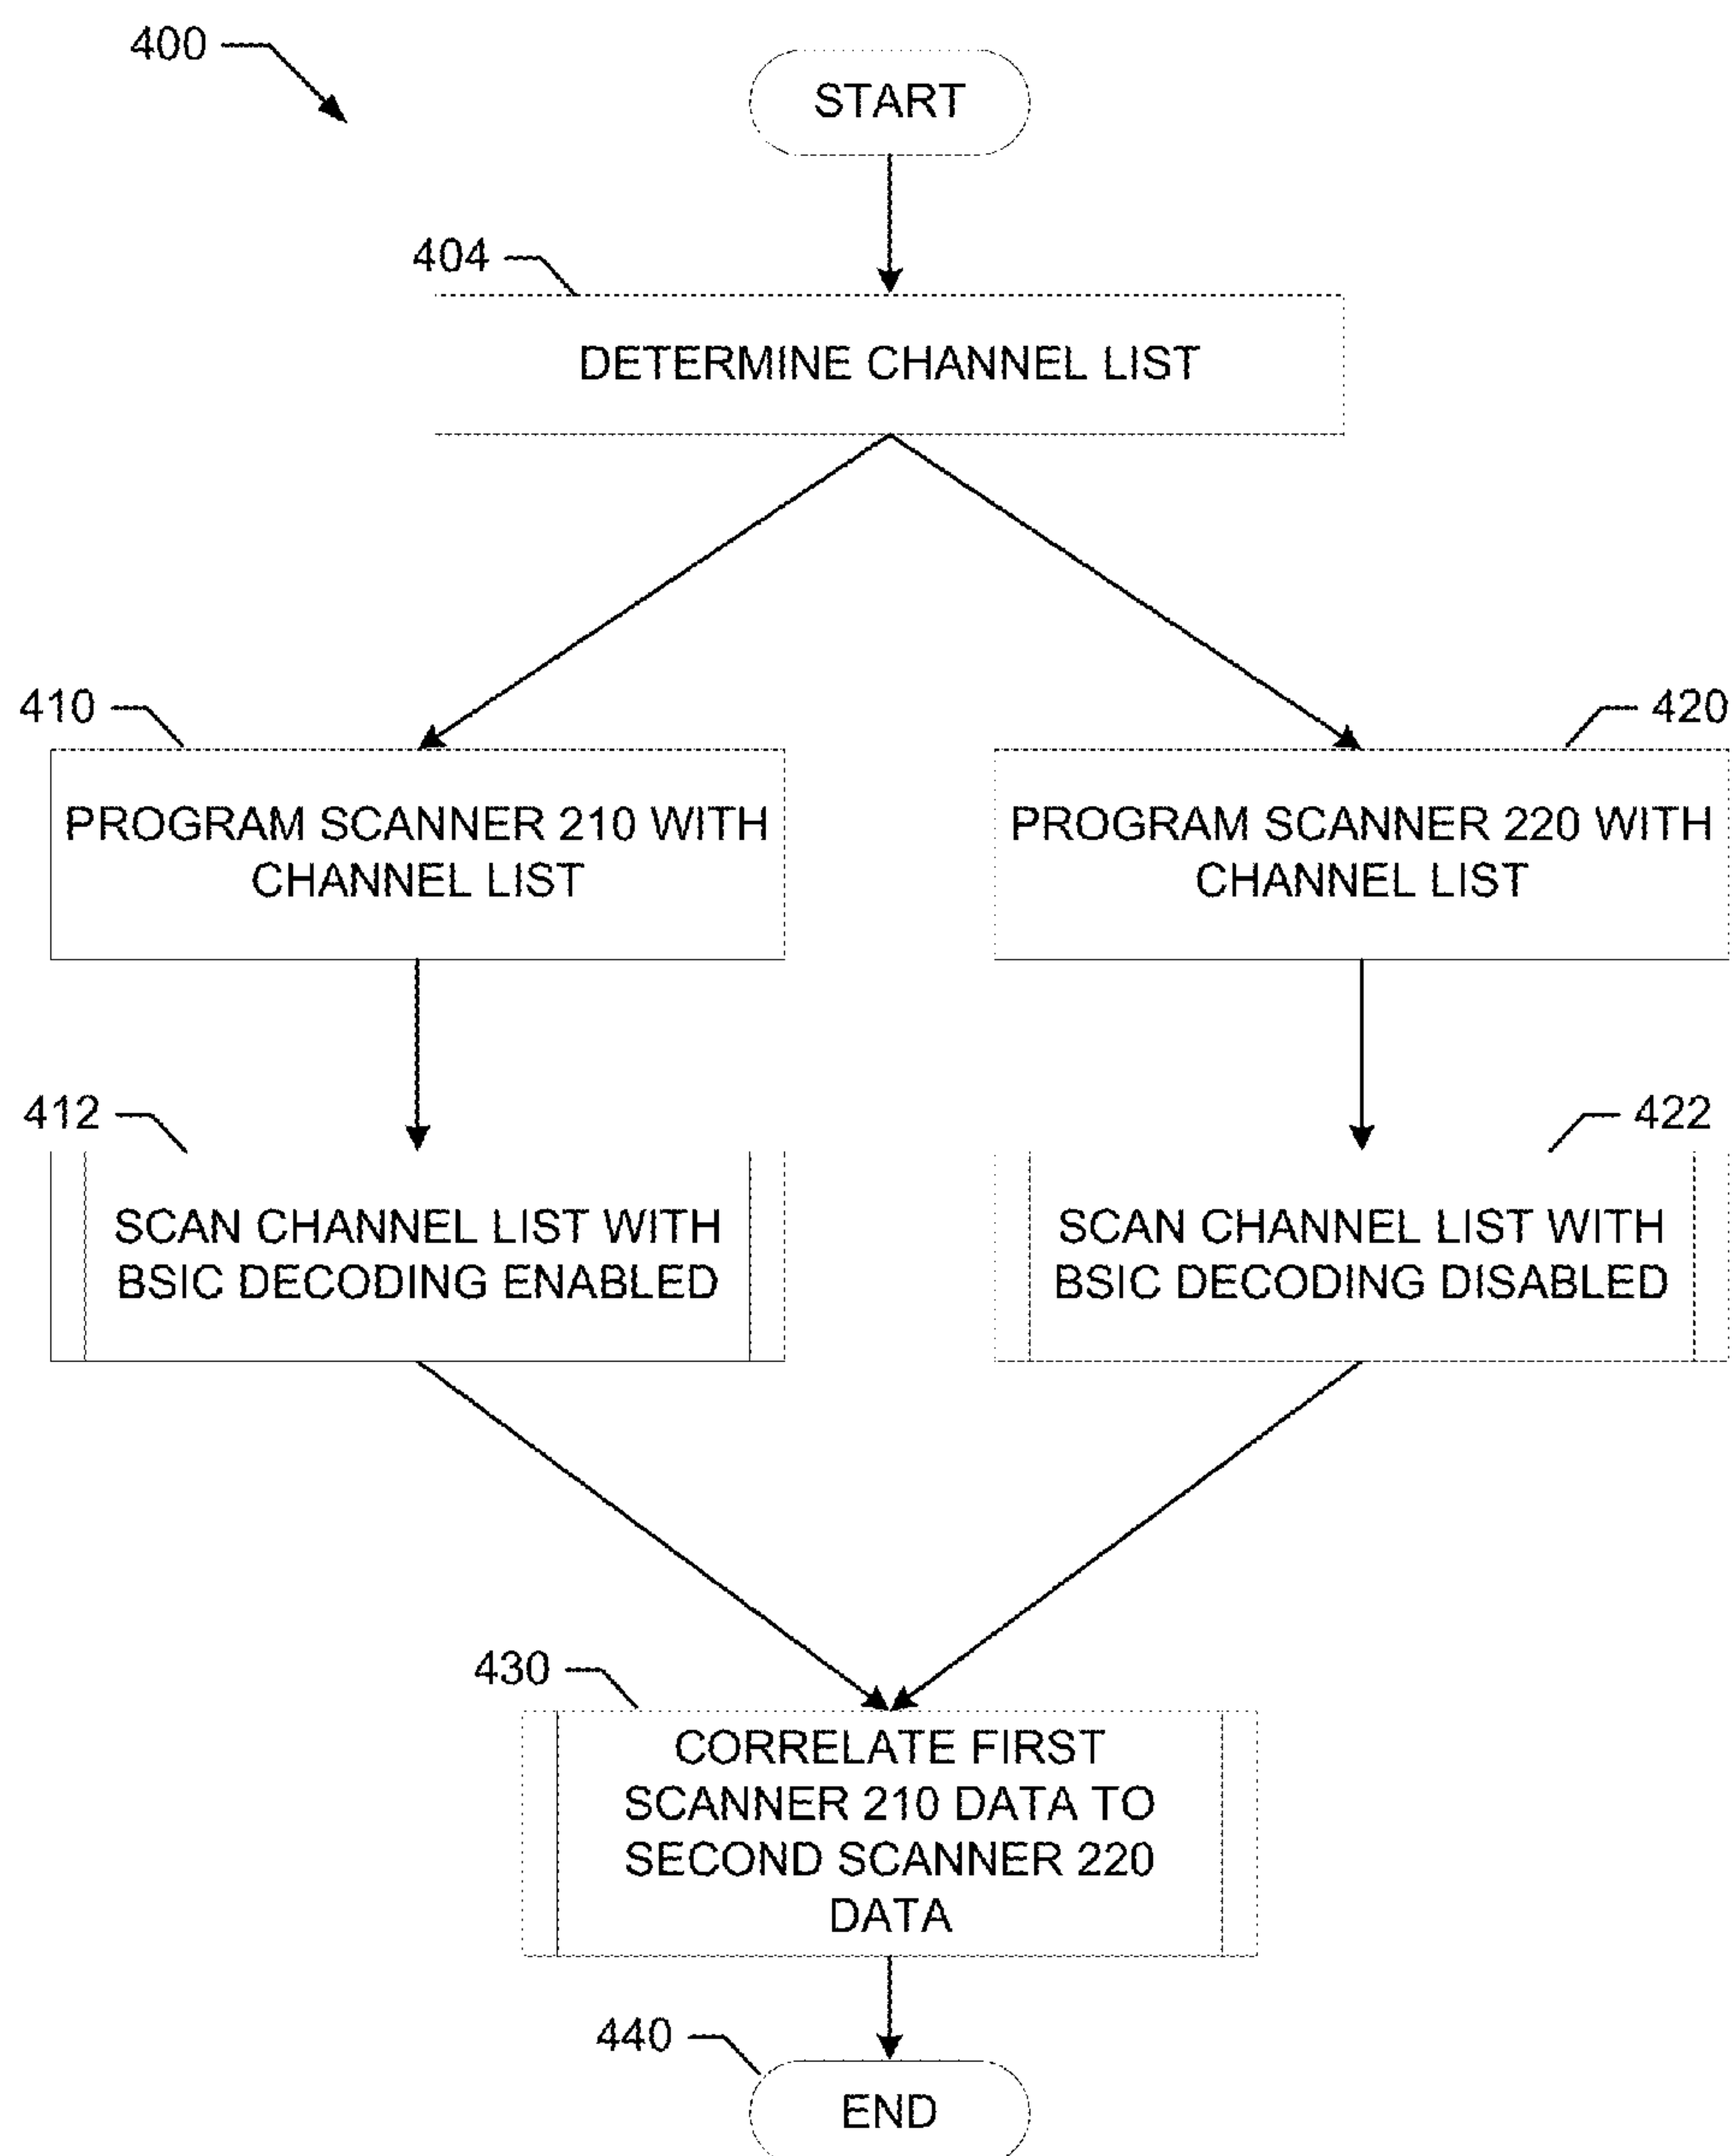 400
START
404
DETERMINE CHANNEL LIST
410
420
PROGRAM SCANNER 210 WITH
CHANNEL LIST
PROGRAM SCANNER 220 WITH
CHANNEL LIST
412
422
SCAN CHANNEL LIST WITH
BSIC DECODING ENABLED
SCAN CHANNEL LIST WITH
BSIC DECODING DISABLED
430
CORRELATE FIRST
SCANNER 210 DATA TO
SECOND SCANNER 220
DATA
440
END